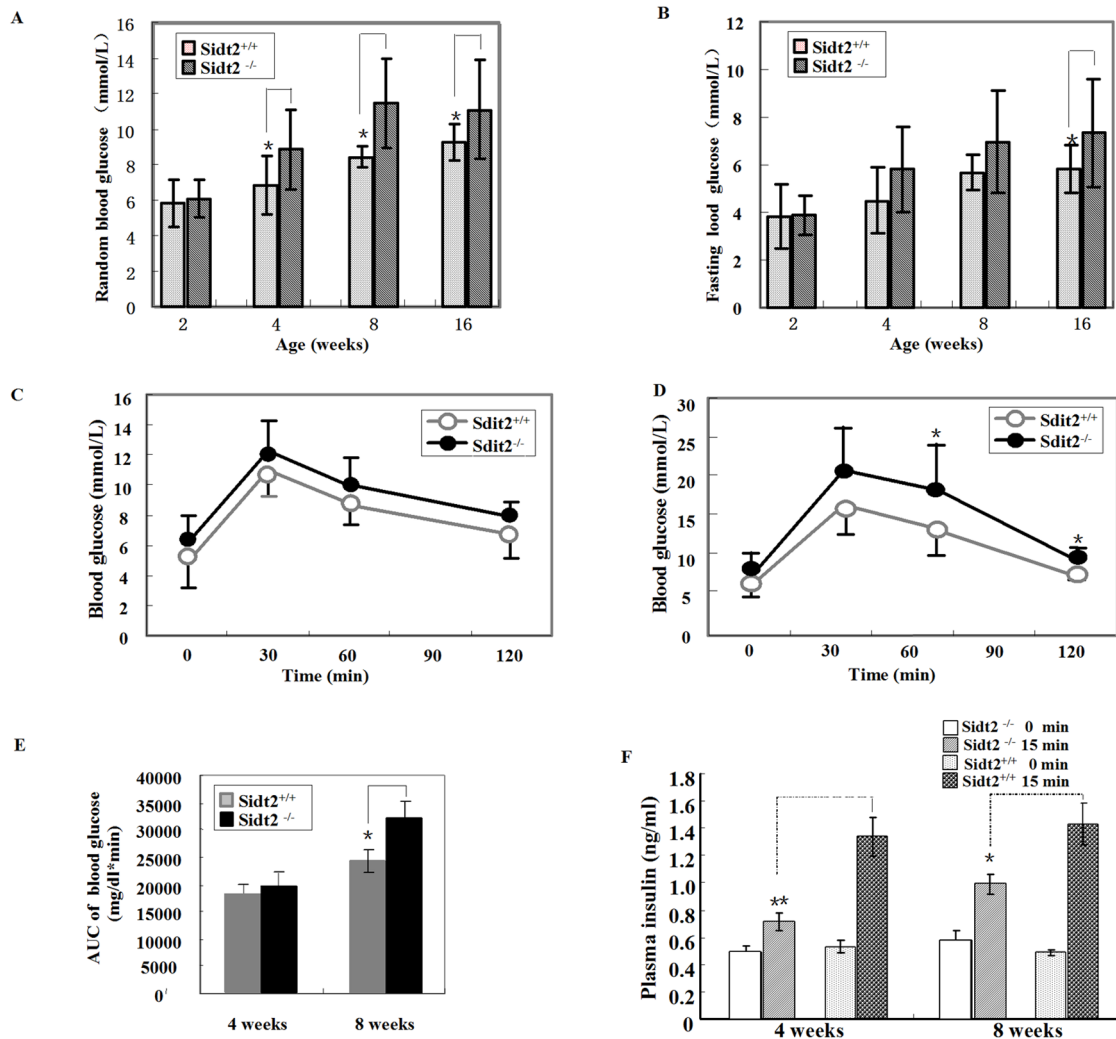 A
Random blood glucose (mmol/L)
16
14
12
10
8
6
4
2
0
Sidt2+/+
Sidt2 -/-
*
*
*
2 4 8 16
Age (weeks)
B
Fasting lood glucose (mmol/L)
12
10
8
6
4
2
0
Sidt2+/+
Sidt2 -/-
*
2 4 8 16
Age (weeks)
C
Blood glucose (mmol/L)
16
14
12
10
8
6
4
2
0
Sdit2+/+
Sdit2-/-
0 30 60 90 120
Time (min)
D
Blood glucose (mmol/L)
30
25
20
15
10
5
0
Sdit2+/+
Sdit2-/-
*
*
0 30 60 90 120
Time (min)
E
AUC of blood glucose
(mg/dl*min)
40000
35000
30000
25000
20000
15000
10000
5000
0
Sidt2+/+
Sidt2 -/-
*
4 weeks 8 weeks
F
Sidt2 -/- 0 min
Sidt2 -/- 15 min
Sidt2+/+ 0 min
Sidt2+/+ 15 min
Plasma insulin (ng/ml)
1.8
1.6
1.4
1.2
1.0
0.8
0.6
0.4
0.2
0
**
*
4 weeks 8 weeks